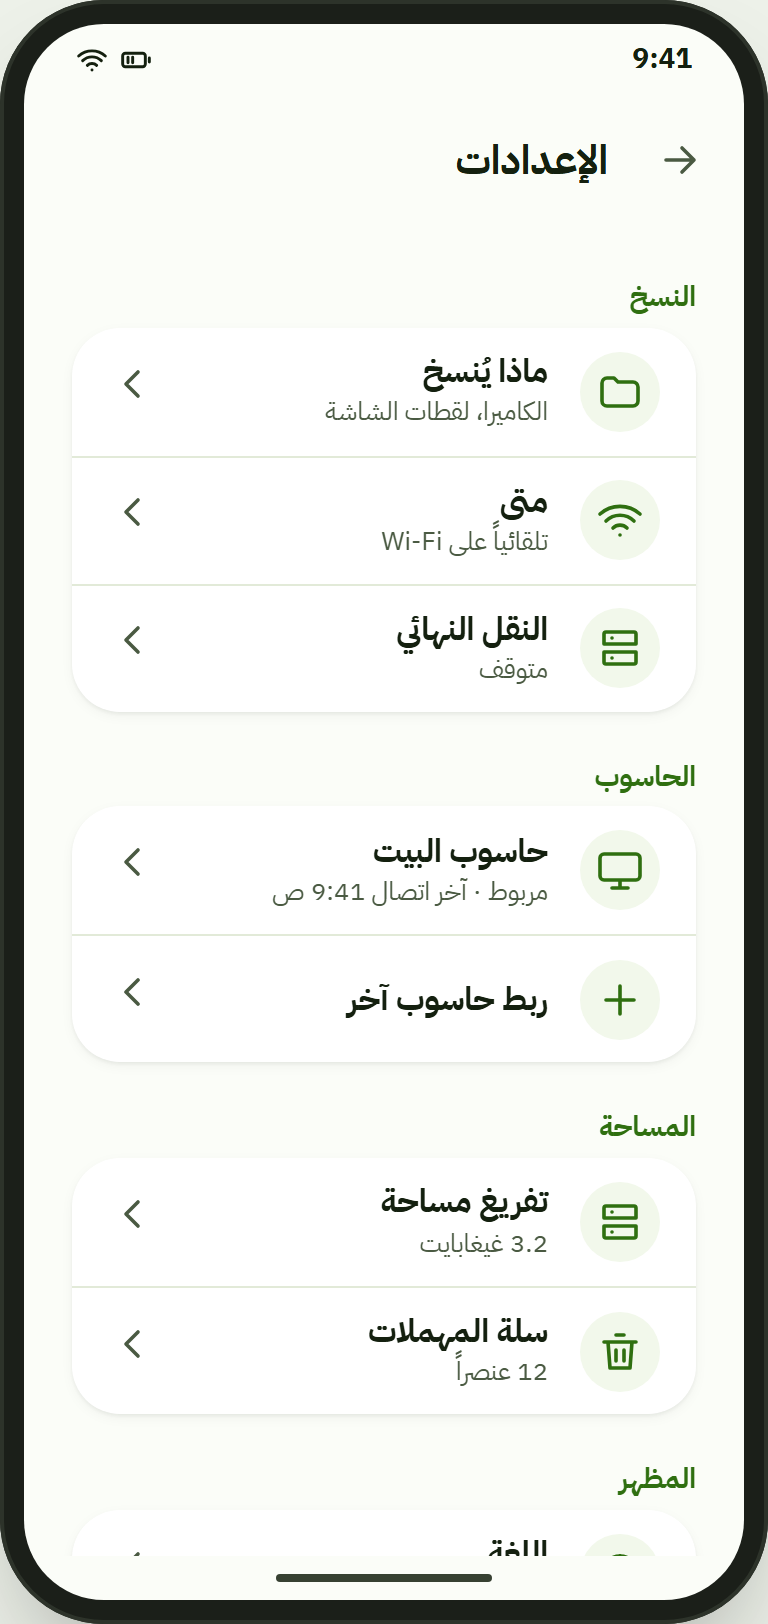 9:41
الإعدادات
النسخ
ماذا يُنسخ
الكاميرا، لقطات الشاشة
متى
تلقائياً على Wi-Fi
النقل النهائي
متوقف
الحاسوب
حاسوب البيت
مربوط · آخر اتصال 9:41 ص
ربط حاسوب آخر
المساحة
تفريغ مساحة
3.2 غيغابايت
سلة المهملات
12 عنصراً
المظهر
اللغة